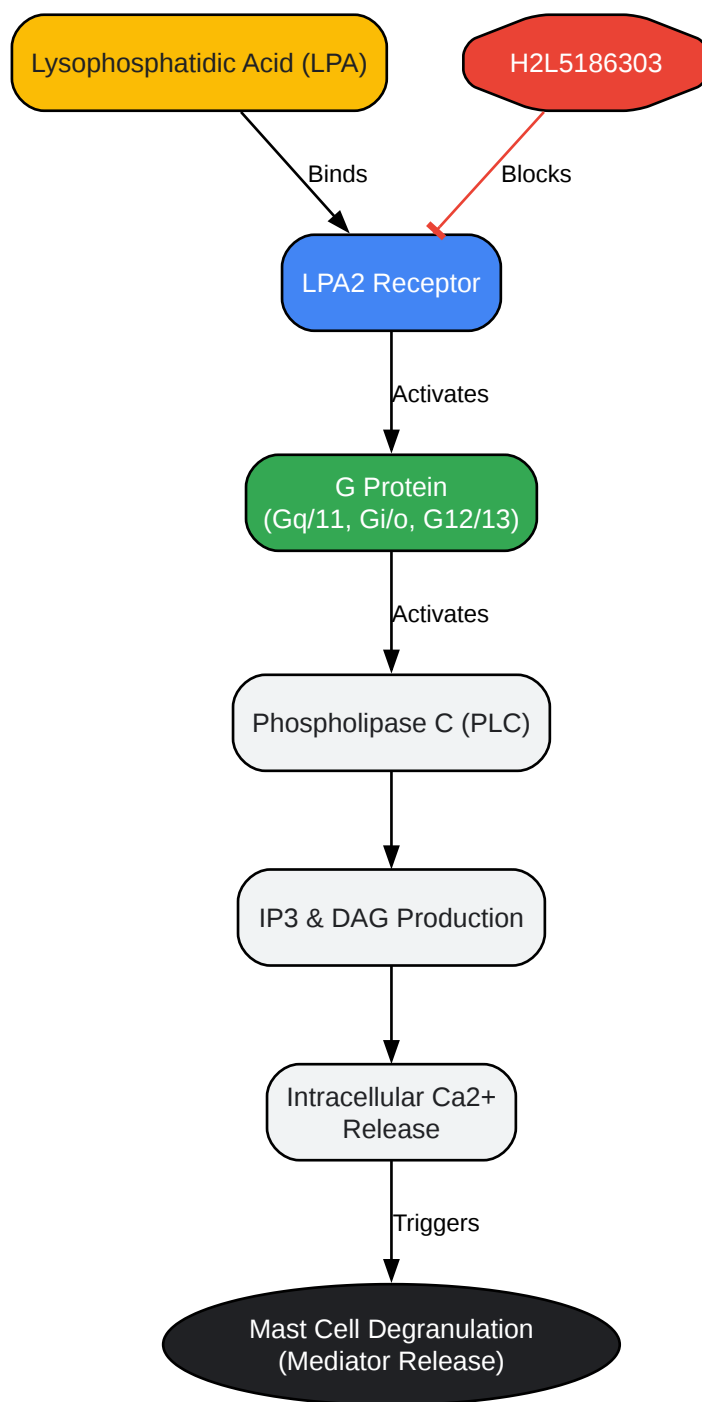 Lysophosphatidic Acid (LPA)
H2L5186303
Binds
Blocks
LPA2 Receptor
Activates
G Protein
(Gq/11, Gi/o, G12/13)
Activates
Phospholipase C (PLC)
IP3 & DAG Production
Intracellular Ca2+
Release
Triggers
Mast Cell Degranulation
(Mediator Release)